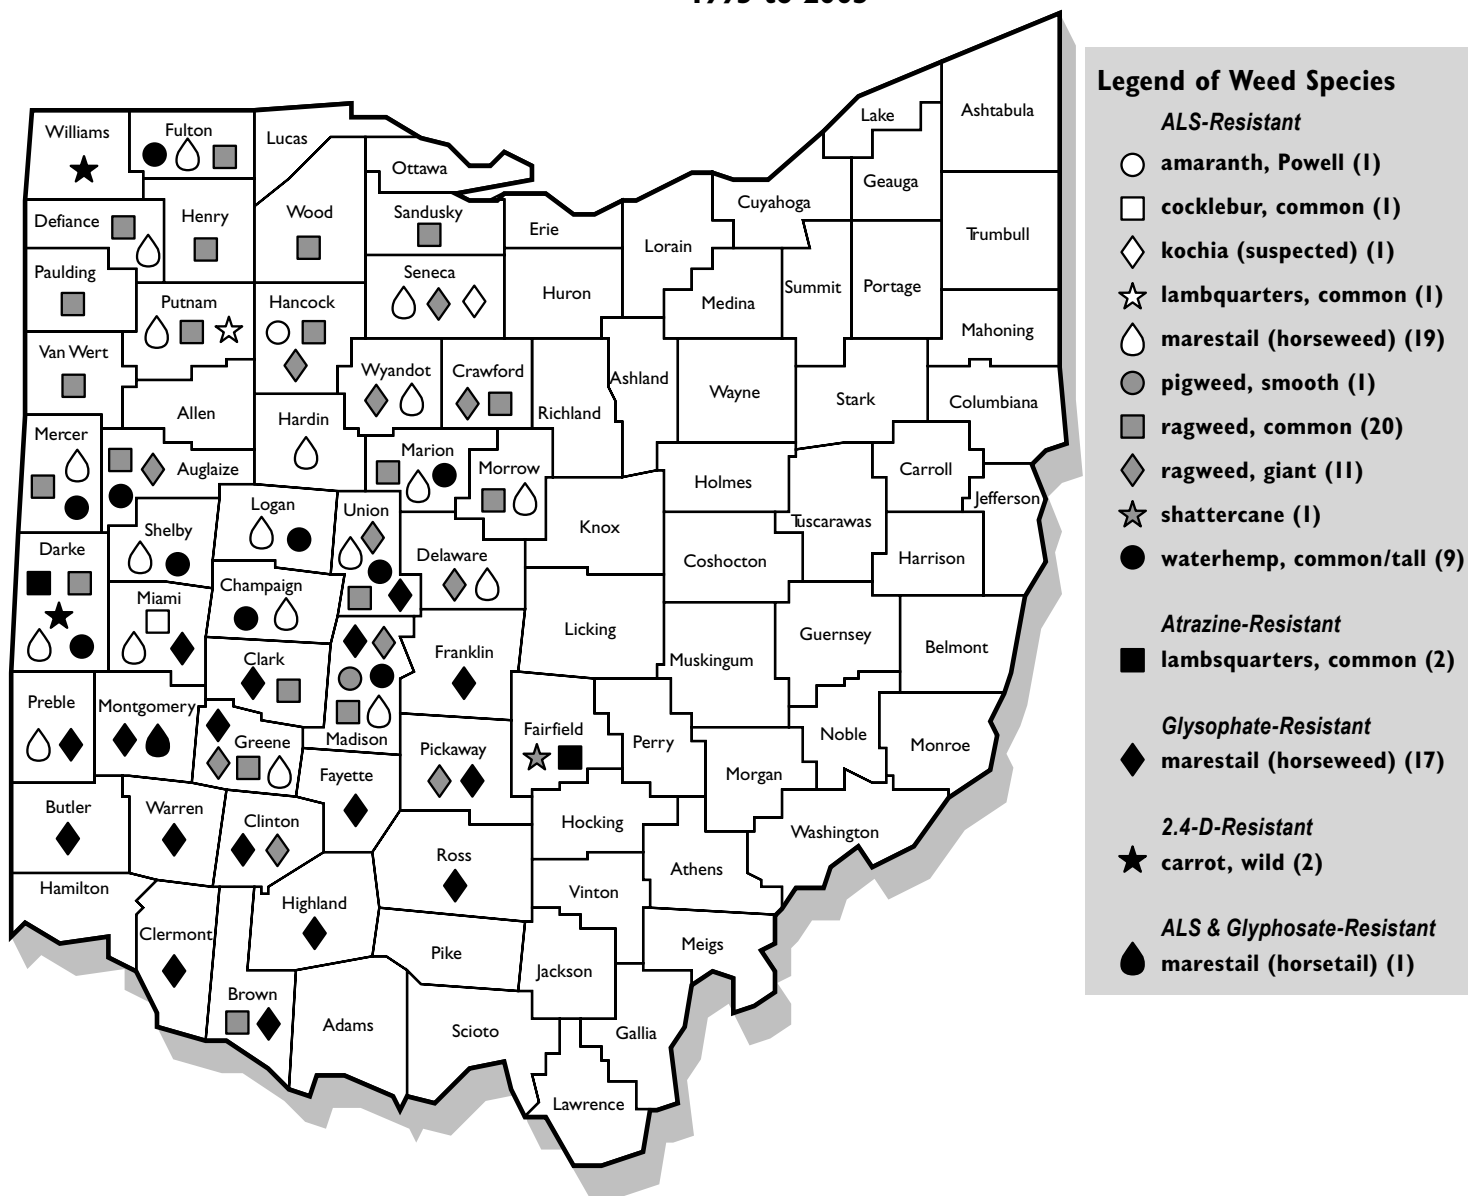 Williams
Fulton
Lucas
Ottawa
Lake
Ashtabula
Geauga
Cuyahoga
Defiance
Henry
Wood
Sandusky
Erie
Lorain
Trumbull
Paulding
Putnam
Hancock
Seneca
Huron
Medina
Summit
Portage
Mahoning
Van Wert
Allen
Wyandot
Crawford
Richland
Ashland
Wayne
Stark
Columbiana
Mercer
Auglaize
Hardin
Marion
Morrow
Holmes
Carroll
Jefferson
Shelby
Logan
Union
Delaware
Knox
Tuscarawas
Coshocton
Harrison
Darke
Miami
Champaign
Licking
Guernsey
Belmont
Clark
Franklin
Muskingum
Preble
Montgomery
Greene
Madison
Fairfield
Perry
Noble
Monroe
Pickaway
Fayette
Morgan
Butler
Warren
Clinton
Hocking
Washington
Ross
Athens
Hamilton
Highland
Vinton
Clermont
Pike
Jackson
Meigs
Brown
Adams
Scioto
Gallia
Lawrence
Legend of Weed Species
ALS-Resistant
amaranth, Powell (1)
cocklebur, common (1)
kochia (suspected) (1)
lambquarters, common (1)
marestail (horseweed) (19)
pigweed, smooth (1)
ragweed, common (20)
ragweed, giant (11)
shattercane (1)
waterhemp, common/tall (9)
Atrazine-Resistant
lambsquarters, common (2)
Glysophate-Resistant
marestail (horseweed) (17)
2.4-D-Resistant
carrot, wild (2)
ALS & Glyphosate-Resistant
marestail (horsetail) (1)